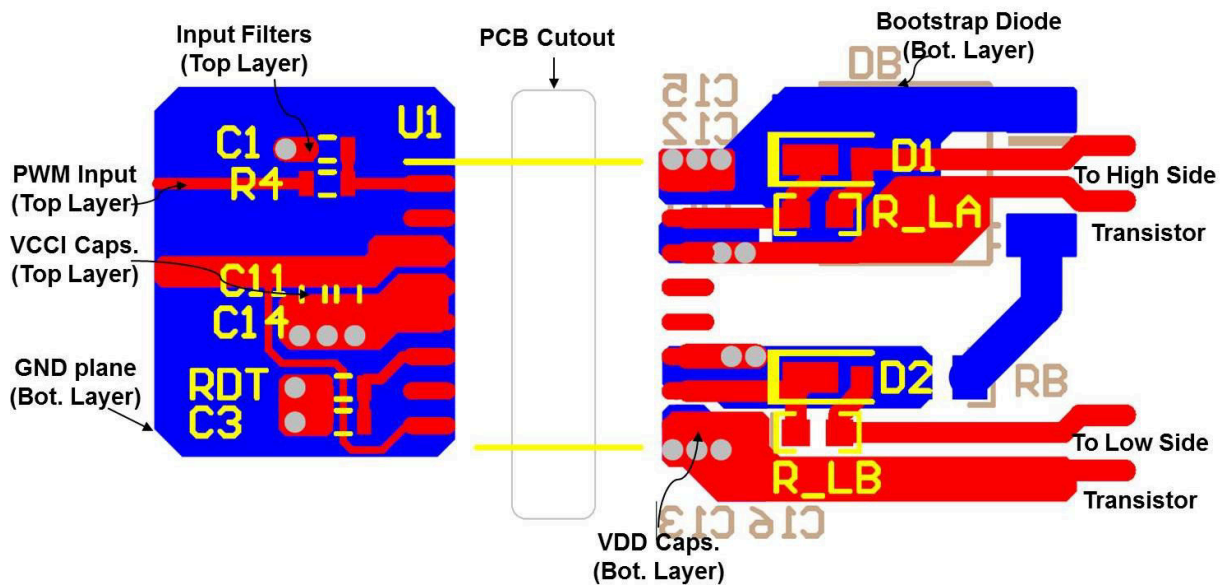 Input Filters
(Top Layer)
PCB Cutout
Bootstrap Diode
(Bot. Layer)
DB
C15
C12
U1
C1
D1
PWM Input
(Top Layer)
R4
To High Side
R_LA
Transistor
VCCI Caps.
(Top Layer)
C11
C14
GND plane
(Bot. Layer)
RDT
D2
RB
C3
To Low Side
R_LB
Transistor
C13
C16
VDD Caps.
(Bot. Layer)